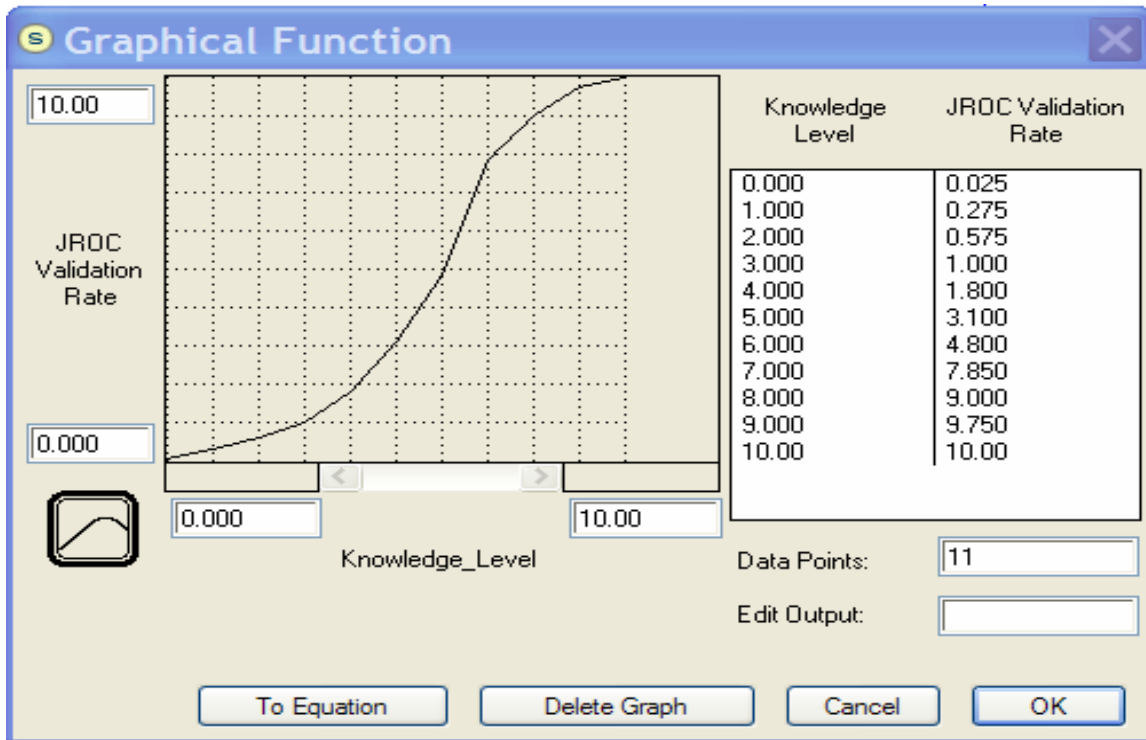 S
Graphical Function
10.00
JROC
Validation
Rate
0.000
0.000
10.00
Knowledge_Level
Knowledge
Level
JROC Validation
Rate
0.000 0.025
1.000 0.275
2.000 0.575
3.000 1.000
4.000 1.800
5.000 3.100
6.000 4.800
7.000 7.850
8.000 9.000
9.000 9.750
10.00 10.00
Data Points: 11
Edit Output:
To Equation
Delete Graph
Cancel
OK